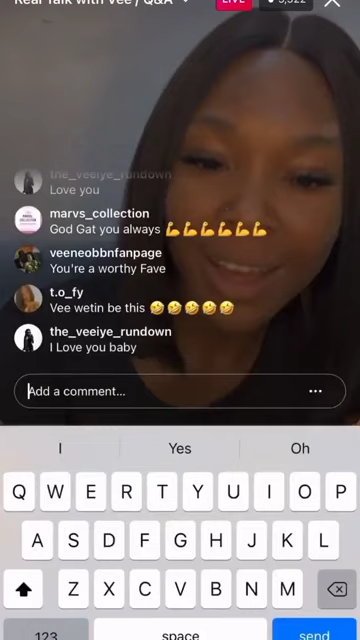 Real Talk with Vee / Q&A
LIVE
the_veeiye_rundown
Love you
marvs_collection
God Gat you always 💪💪💪💪💪💪
veeneobbnfanpage
You're a worthy Fave
t.o_fy
Vee wetin be this 🤣🤣🤣🤣🤣
the_veeiye_rundown
I Love you baby
Add a comment...
I Yes Oh
Q W E R T Y U I O P
A S D F G H J K L
Z X C V B N M
123 space send